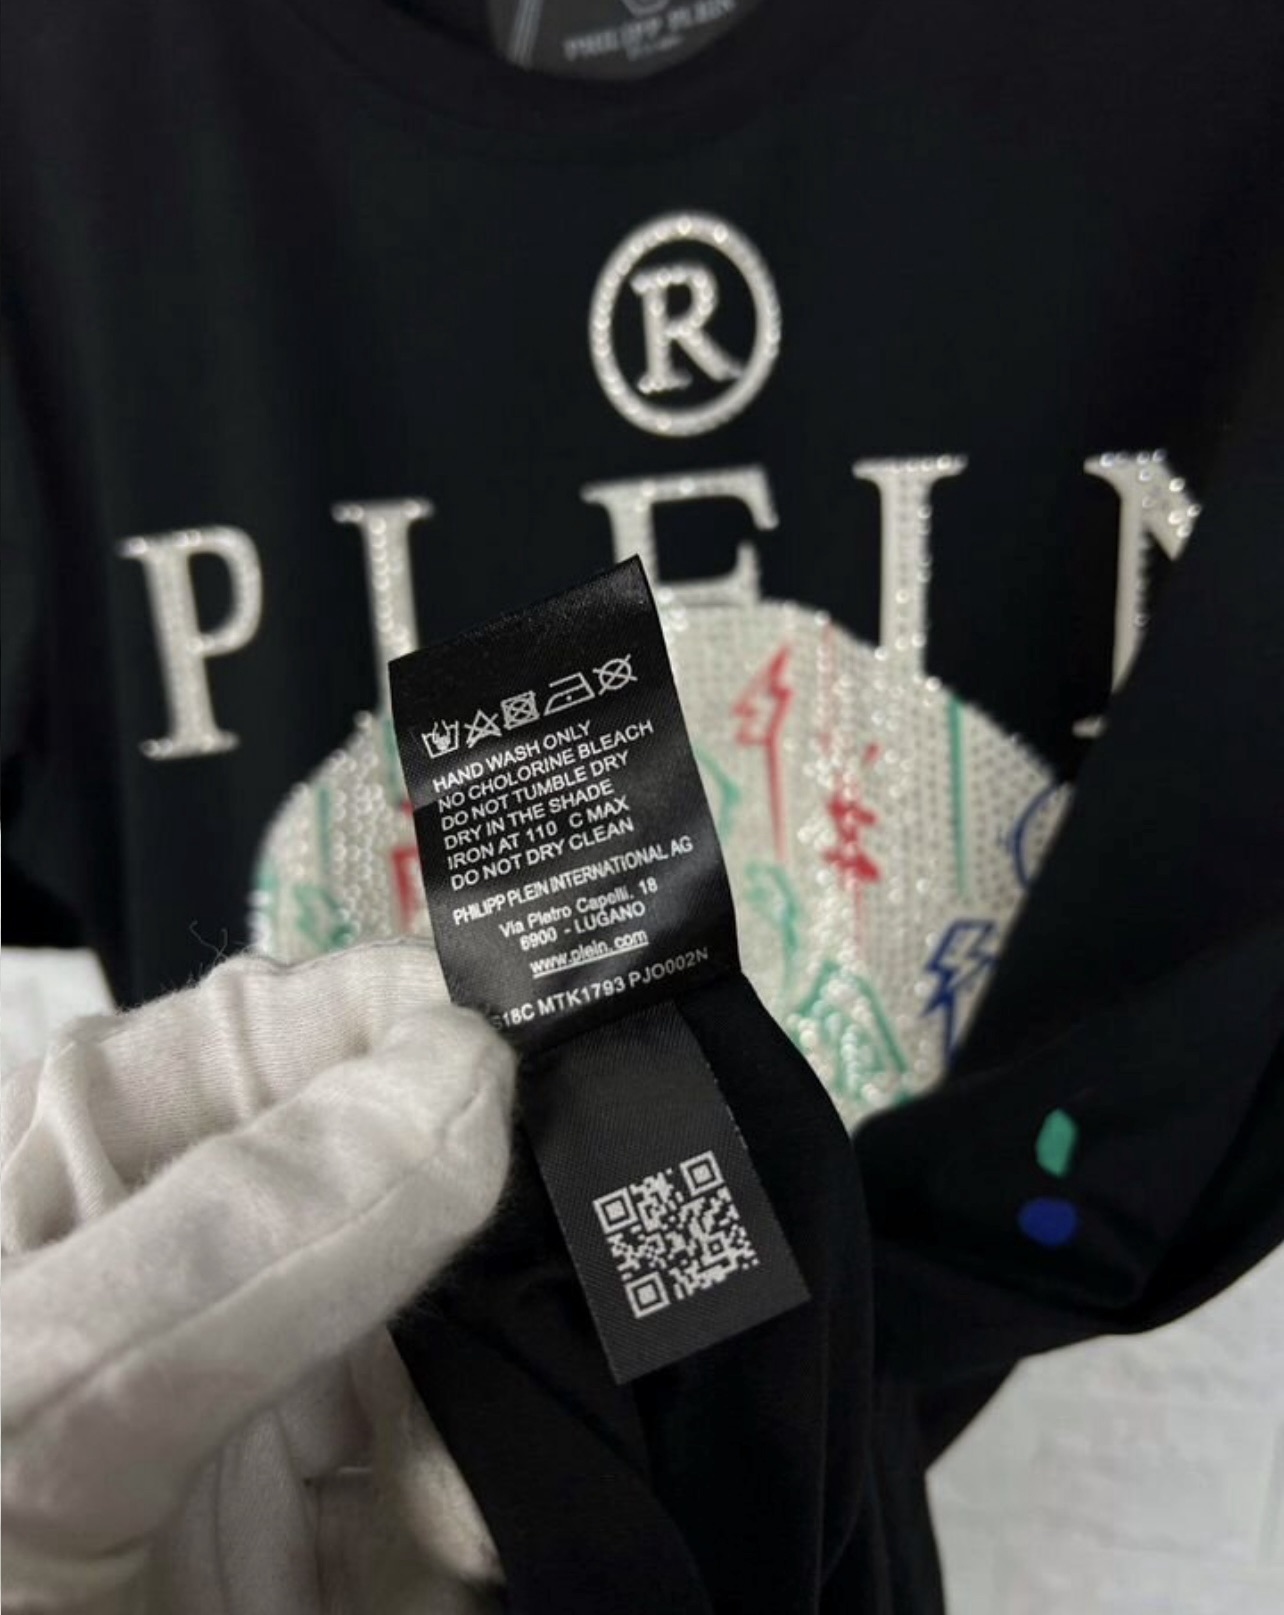 PHILIPP PLEIN
R
PLEIN
HAND WASH ONLY
NO CHOLORINE BLEACH
DO NOT TUMBLE DRY
DRY IN THE SHADE
IRON AT 110 C MAX
DO NOT DRY CLEAN
PHILIPP PLEIN INTERNATIONAL AG
Via Pietro Capelli. 18
6900 - LUGANO
www.plein.com
S18C MTK1793 PJO002N